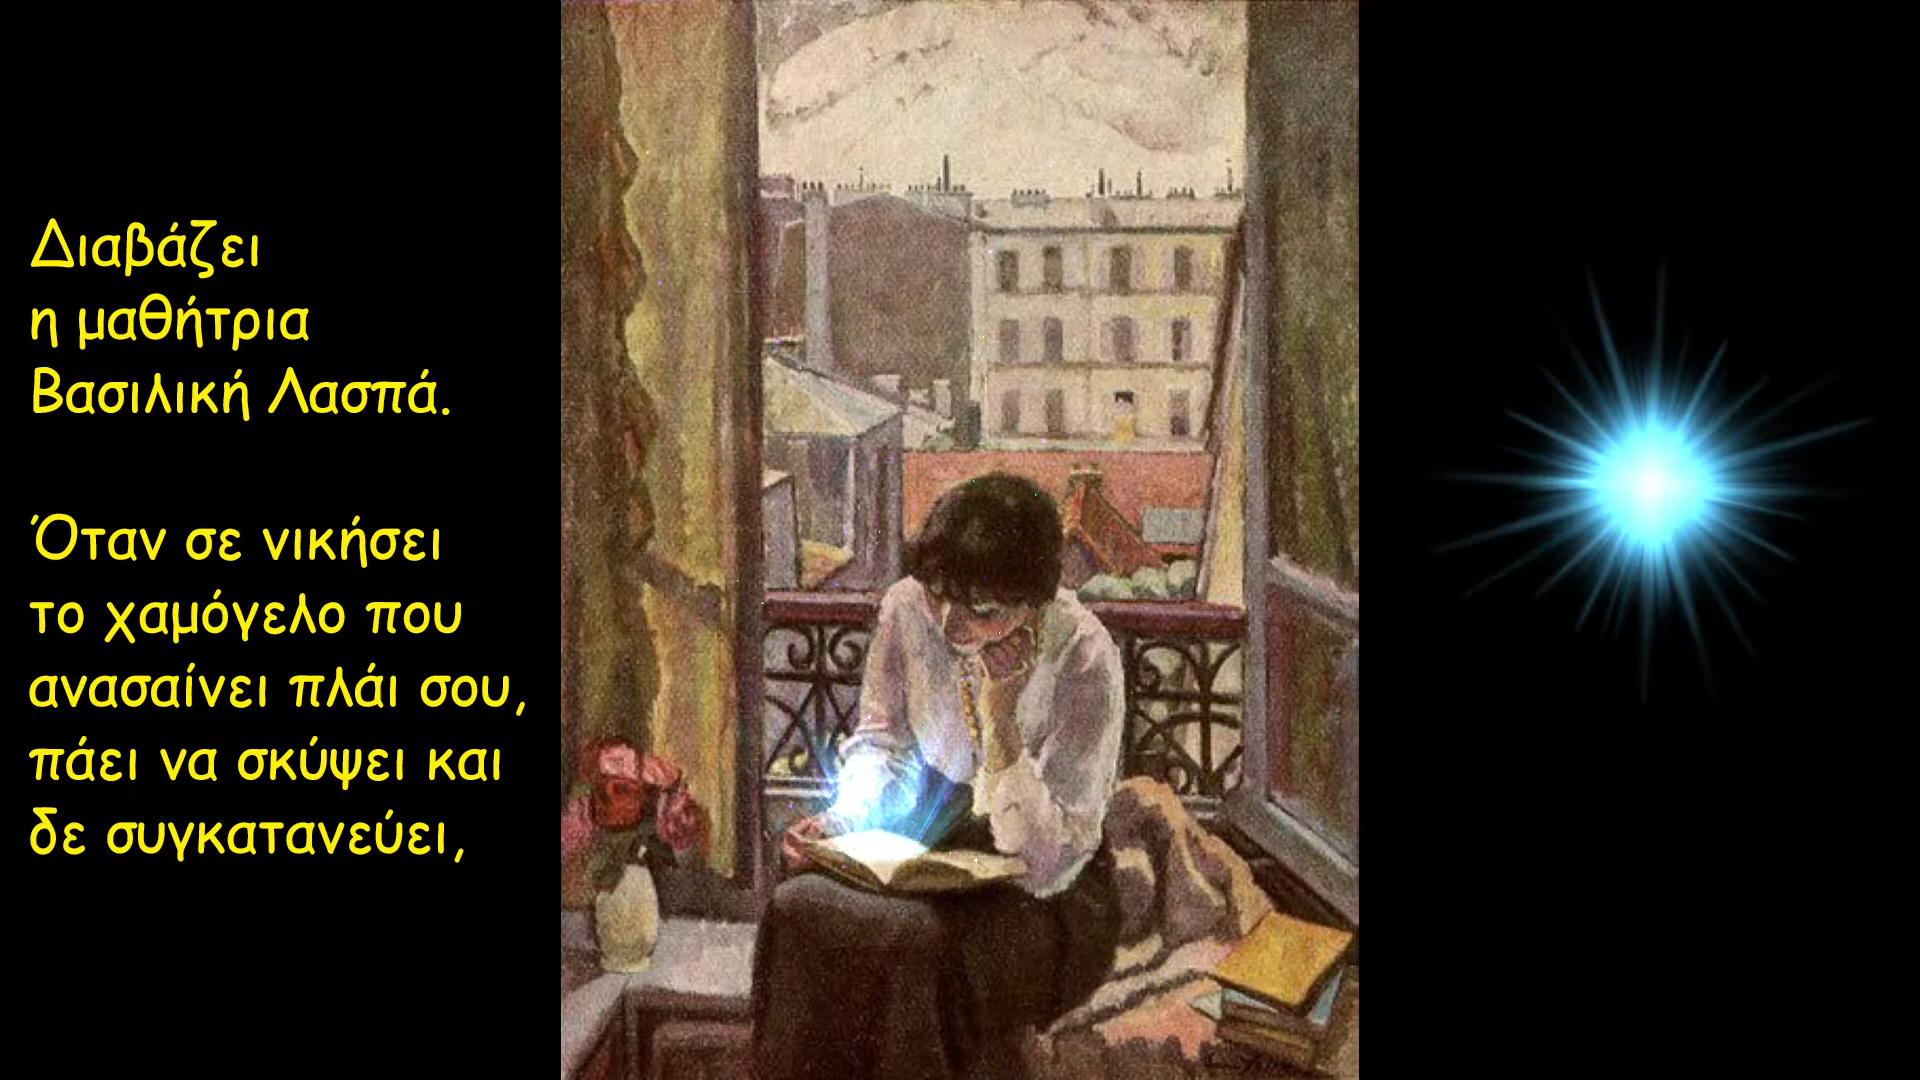 Διαβάζει
η μαθήτρια
Βασιλική Λασπά.
Όταν σε νικήσει
το χαμόγελο που
ανασαίνει πλάι σου,
πάει να σκύψει και
δε συγκατανεύει,